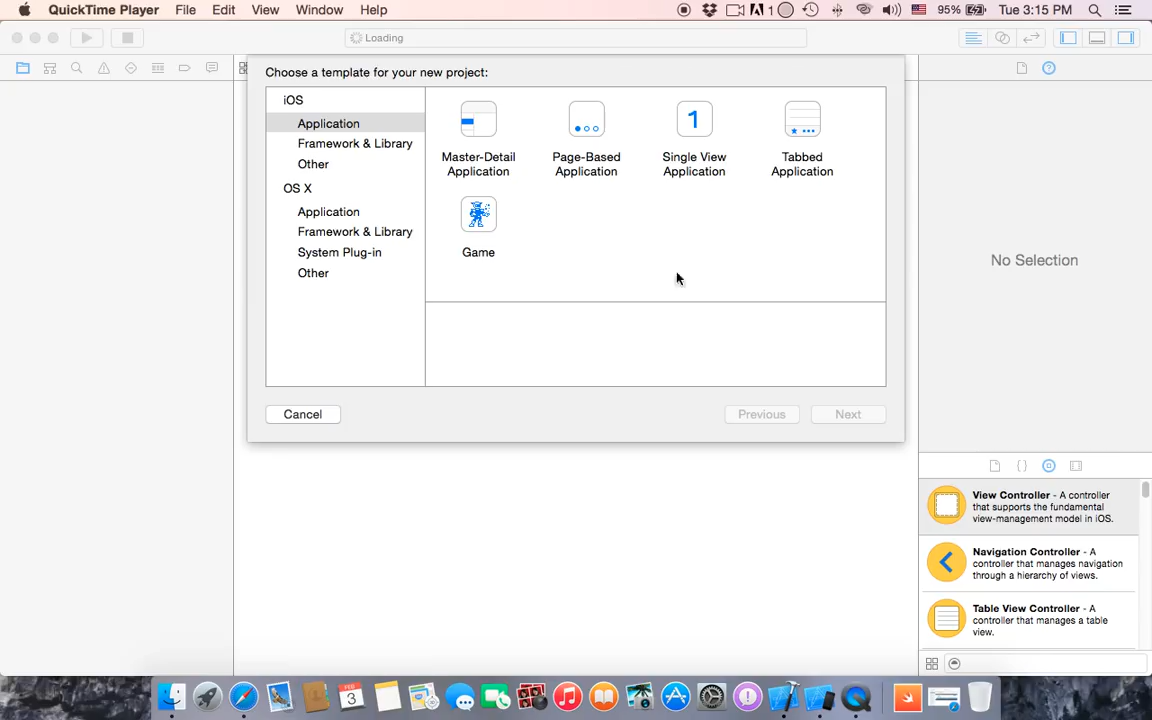 QuickTime Player File Edit View Window Help 1 95% Tue 3:15 PM
Loading
Choose a template for your new project:
iOS
Application
Framework & Library
Other
OS X
Application
Framework & Library
System Plug-in
Other
Master-Detail
Application
Page-Based
Application
1
Single View
Application
Tabbed
Application
Game
Cancel
Previous
Next
No Selection
View Controller - A controller
that supports the fundamental
view-management model in iOS.
Navigation Controller - A
controller that manages navigation
through a hierarchy of views.
Table View Controller - A
controller that manages a table
view.
FEB
3